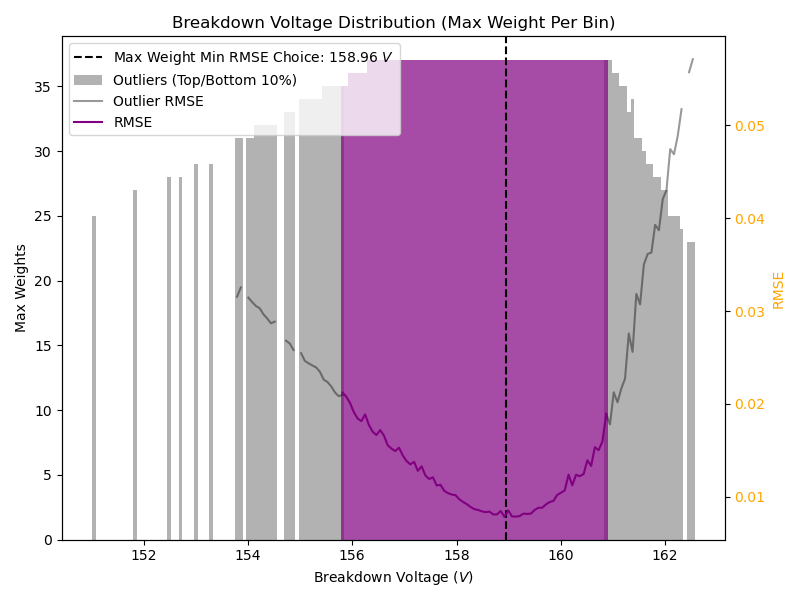 Breakdown Voltage Distribution (Max Weight Per Bin)
Max Weight Min RMSE Choice: 158.96 V
Outliers (Top/Bottom 10%)
Outlier RMSE
RMSE
Max Weights
35
30
25
20
15
10
5
0
0.05
0.04
0.03
0.02
0.01
RMSE
152
154
156
158
160
162
Breakdown Voltage (V)